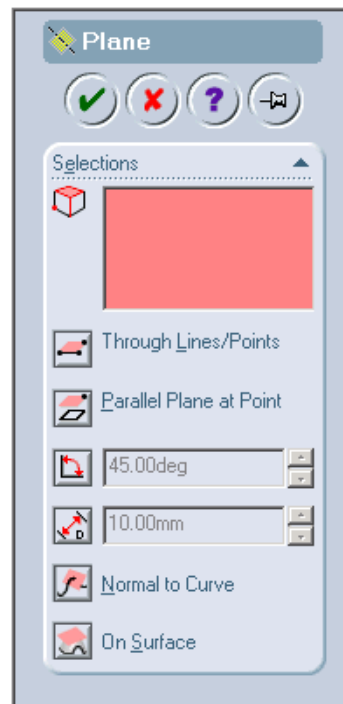 Plane
?
Selections
Through Lines/Points
Parallel Plane at Point
45.00deg
D
10.00mm
Normal to Curve
On Surface